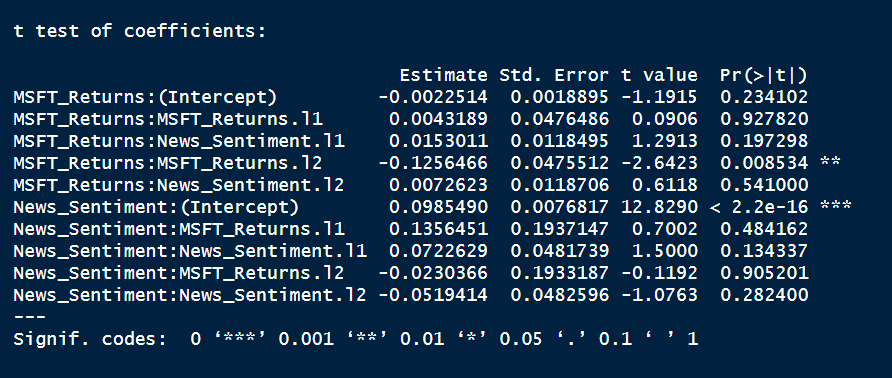 t test of coefficients:
Estimate Std. Error t value Pr(>|t|)
MSFT_Returns:(Intercept) -0.0022514 0.0018895 -1.1915 0.234102
MSFT_Returns:MSFT_Returns.l1 0.0043189 0.0476486 0.0906 0.927820
MSFT_Returns:News_Sentiment.l1 0.0153011 0.0118495 1.2913 0.197298
MSFT_Returns:MSFT_Returns.l2 -0.1256466 0.0475512 -2.6423 0.008534 **
MSFT_Returns:News_Sentiment.l2 0.0072623 0.0118706 0.6118 0.541000
News_Sentiment:(Intercept) 0.0985490 0.0076817 12.8290 < 2.2e-16 ***
News_Sentiment:MSFT_Returns.l1 0.1356451 0.1937147 0.7002 0.484162
News_Sentiment:News_Sentiment.l1 0.0722629 0.0481739 1.5000 0.134337
News_Sentiment:MSFT_Returns.l2 -0.0230366 0.1933187 -0.1192 0.905201
News_Sentiment:News_Sentiment.l2 -0.0519414 0.0482596 -1.0763 0.282400
---
Signif. codes: 0 ‘***’ 0.001 ‘**’ 0.01 ‘*’ 0.05 ‘.’ 0.1 ‘ ’ 1